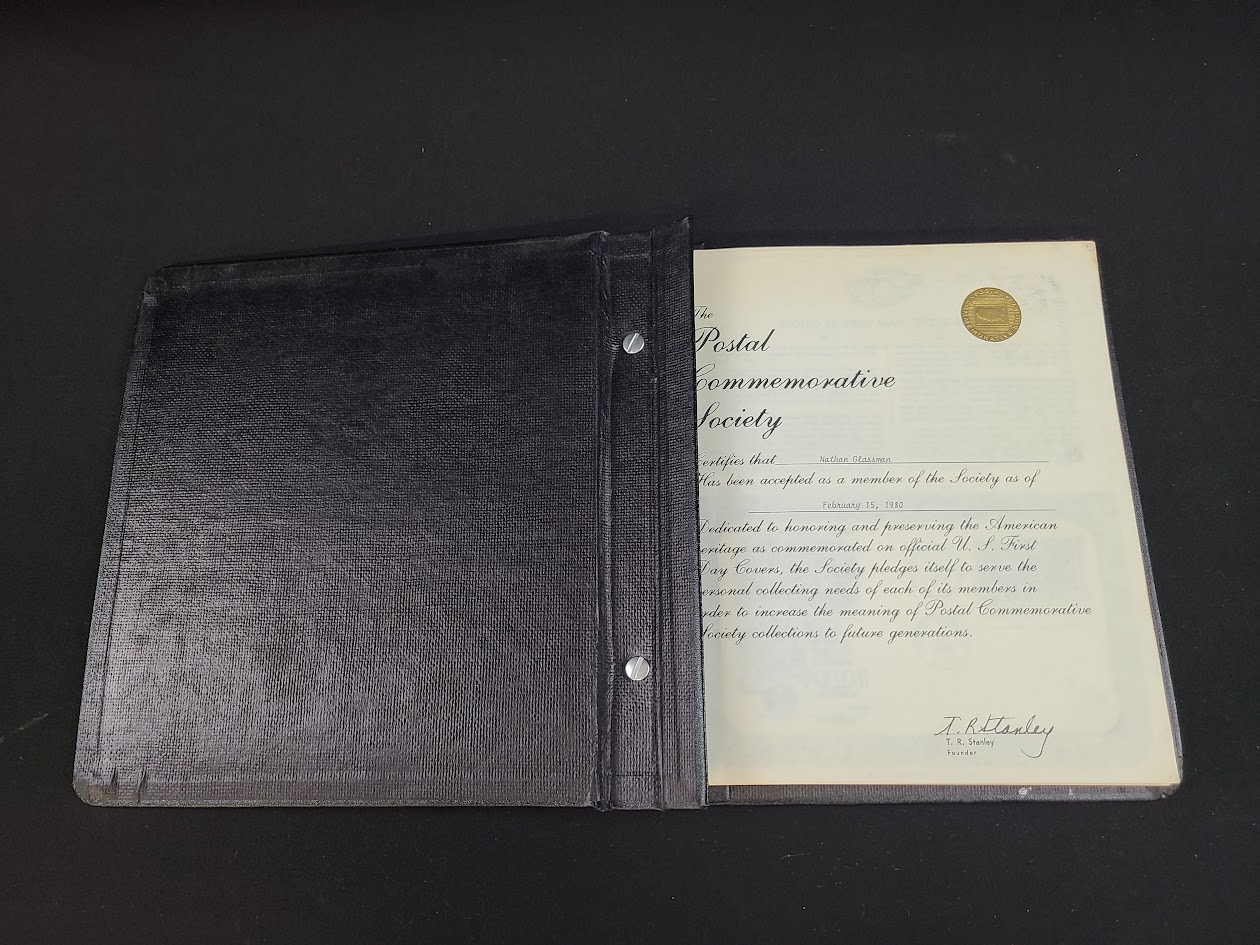 The
Postal
Commemorative
Society
certifies that Nathan Glassman
Has been accepted as a member of the Society as of
February 15, 1980
Dedicated to honoring and preserving the American
eritage as commemorated on official U. S. First
Day Covers, the Society pledges itself to serve the
ersonal collecting needs of each of its members in
rder to increase the meaning of Postal Commemorative
Society collections to future generations.
T. R. Stanley
T. R. Stanley
Founder